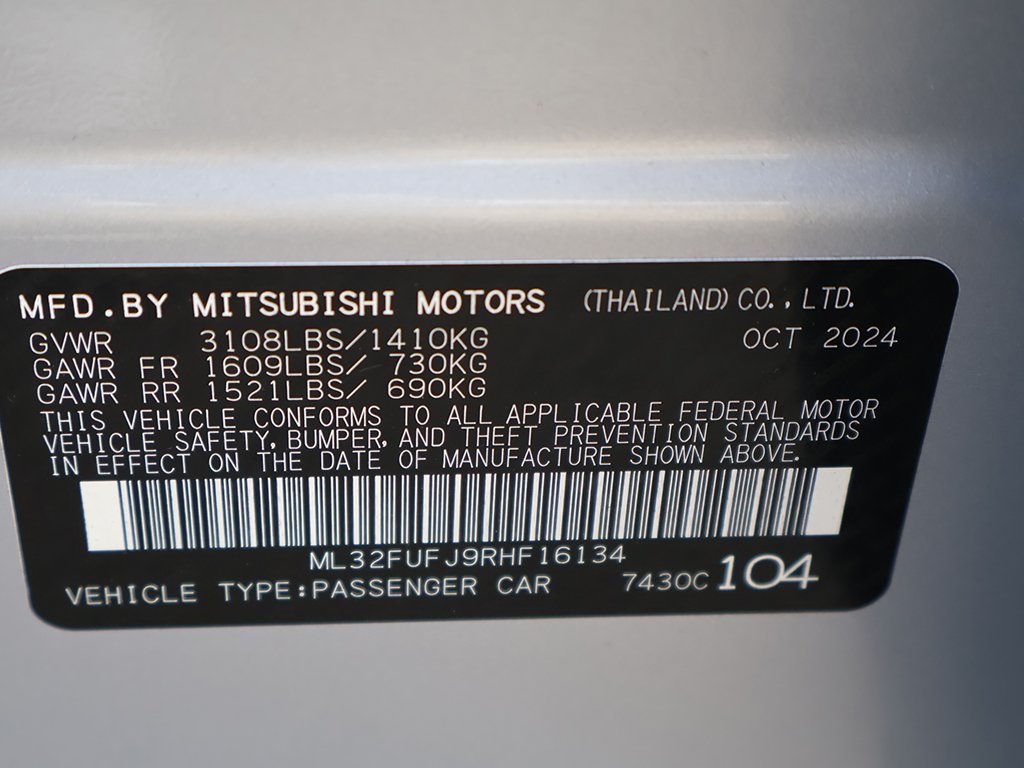 MFD.BY MITSUBISHI MOTORS (THAILAND) CO., LTD.
GVWR 3108LBS/1410KG OCT 2024
GAWR FR 1609LBS/ 730KG
GAWR RR 1521LBS/ 690KG
THIS VEHICLE CONFORMS TO ALL APPLICABLE FEDERAL MOTOR
VEHICLE SAFETY, BUMPER, AND THEFT PREVENTION STANDARDS
IN EFFECT ON THE DATE OF MANUFACTURE SHOWN ABOVE.
ML32FUFJ9RHF16134
VEHICLE TYPE:PASSENGER CAR 7430C 104